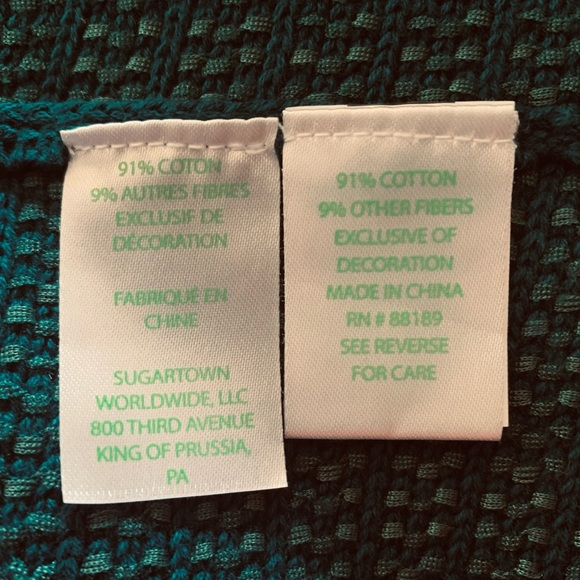 91% COTON
9% AUTRES FIBRES
EXCLUSIF DE
DÉCORATION
FABRIQUÉ EN
CHINE
SUGARTOWN
WORLDWIDE, LLC
800 THIRD AVENUE
KING OF PRUSSIA,
PA
91% COTTON
9% OTHER FIBERS
EXCLUSIVE OF
DECORATION
MADE IN CHINA
RN # 88189
SEE REVERSE
FOR CARE